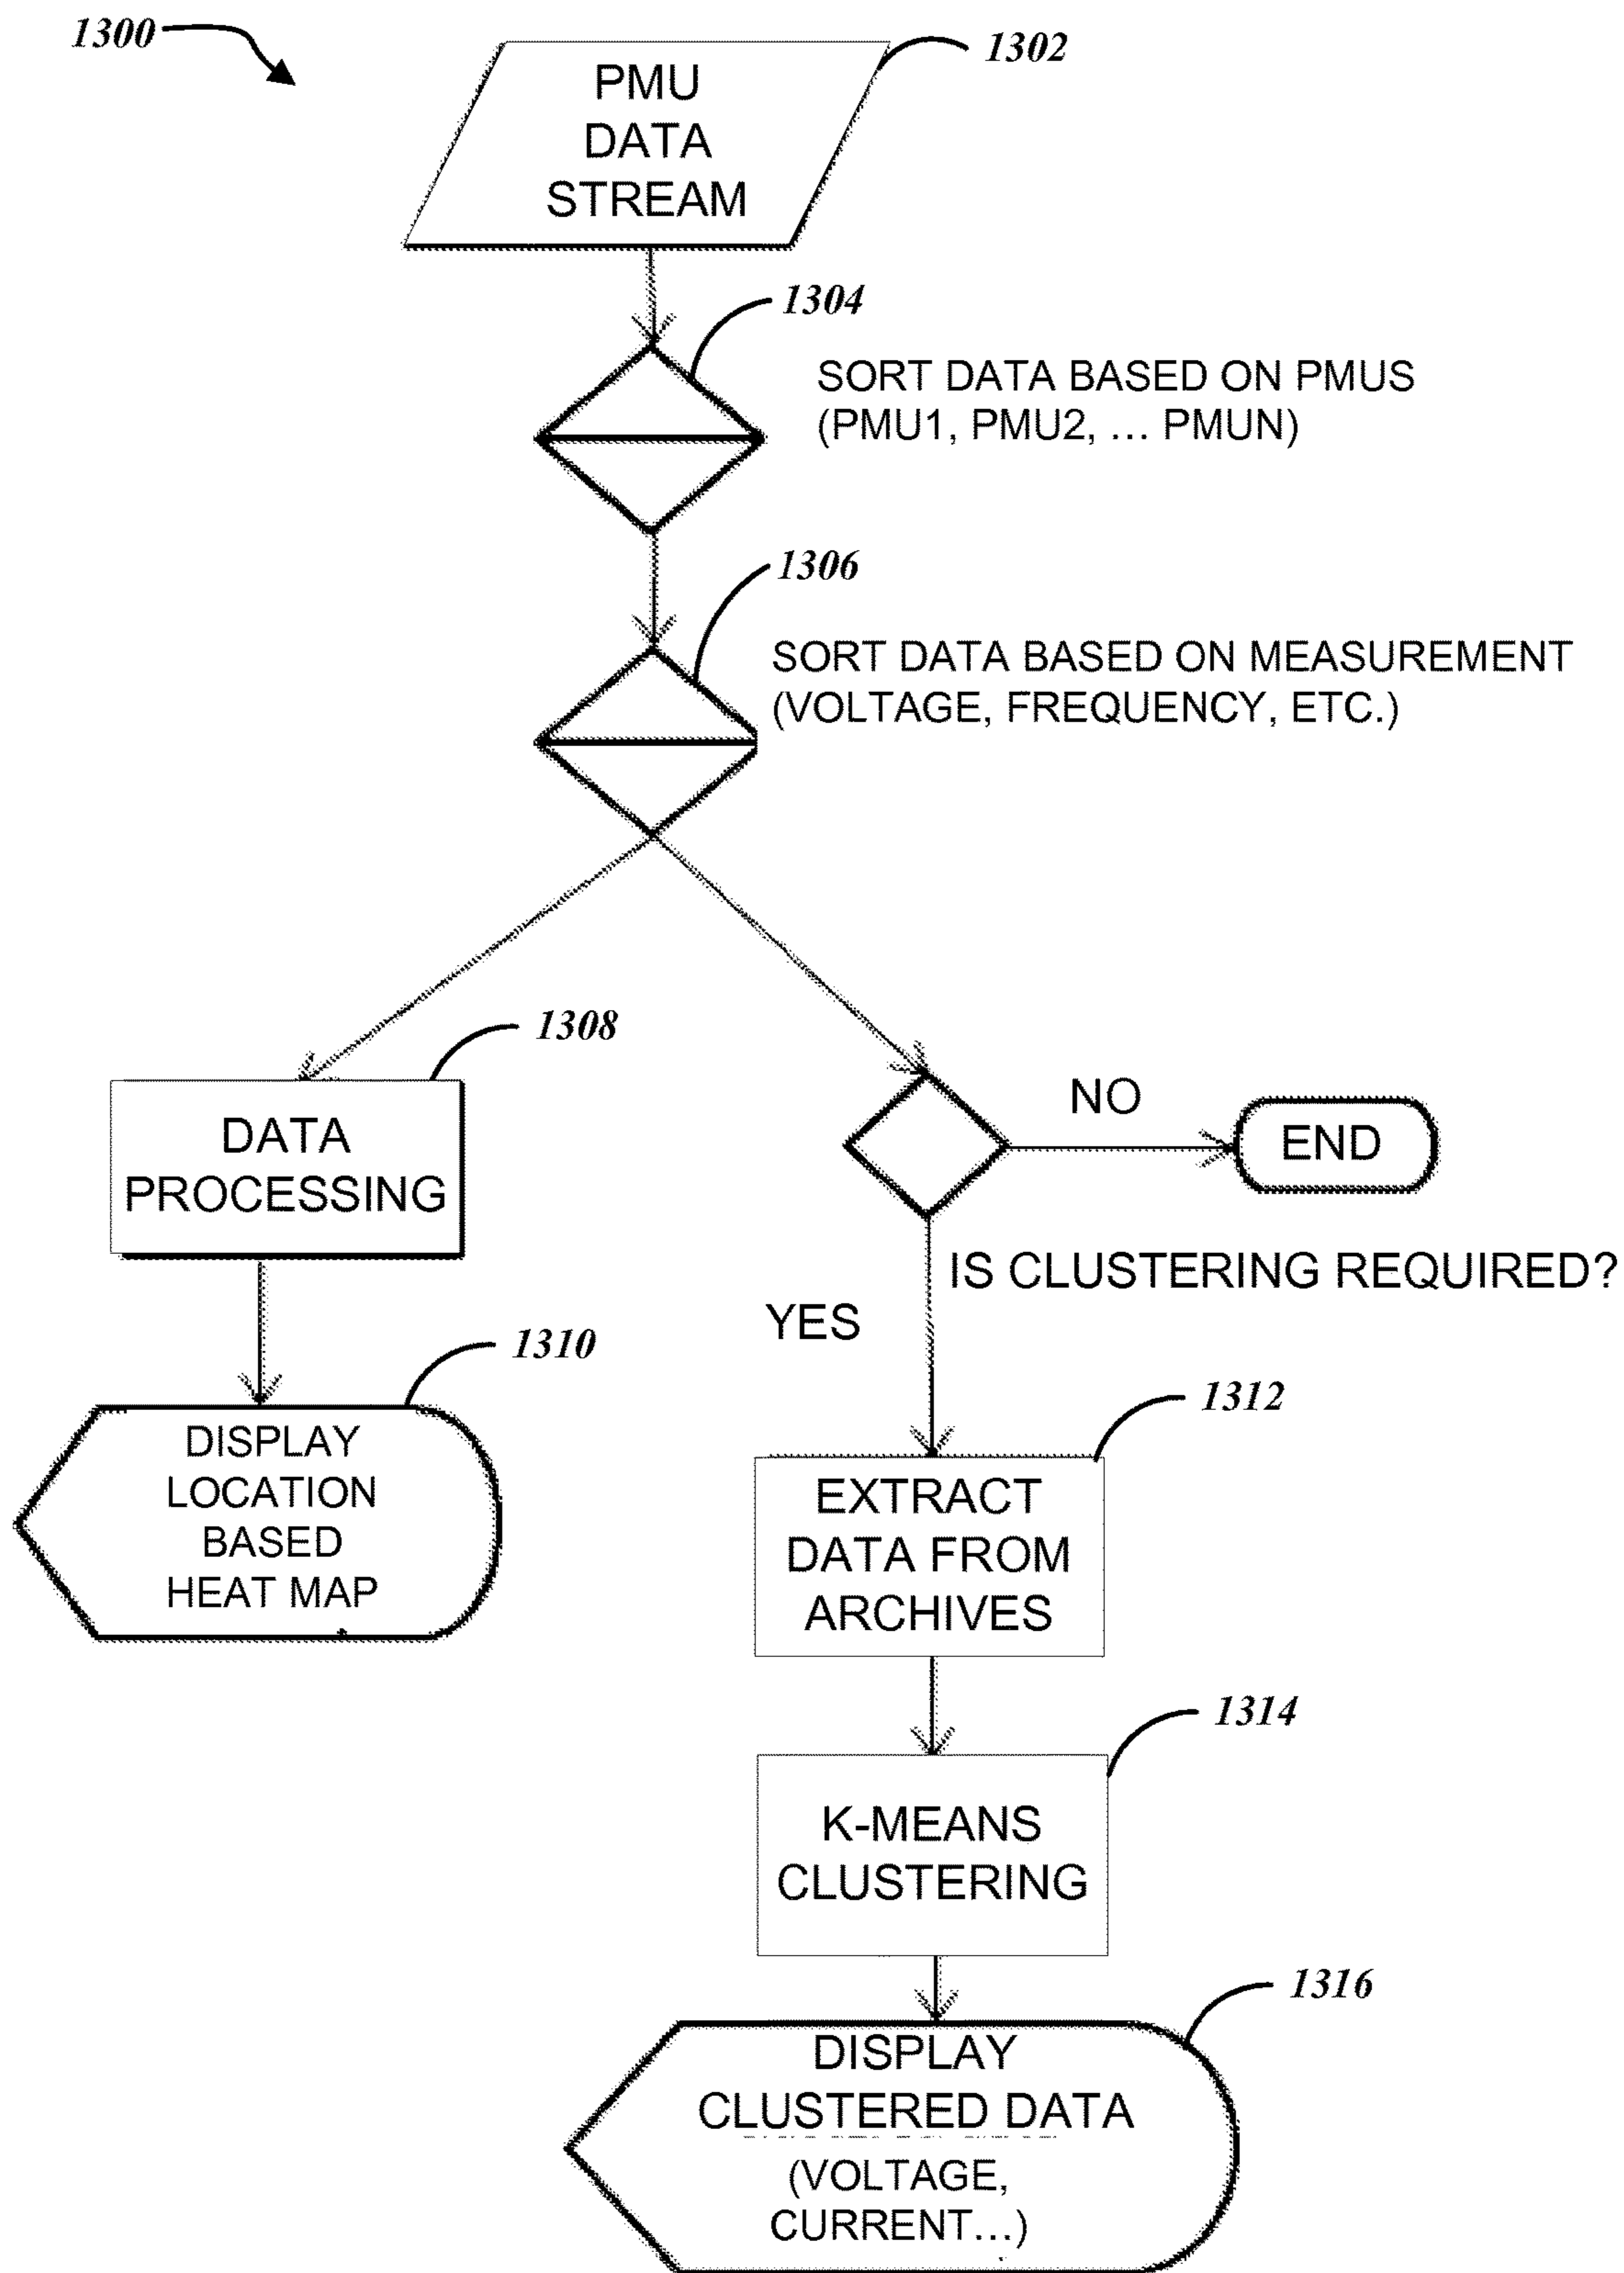 1300
1302
PMU
DATA
STREAM
1304
SORT DATA BASED ON PMUS
(PMU1, PMU2, ... PMUN)
1306
SORT DATA BASED ON MEASUREMENT
(VOLTAGE, FREQUENCY, ETC.)
1308
DATA
PROCESSING
NO
END
IS CLUSTERING REQUIRED?
YES
1310
DISPLAY
LOCATION
BASED
HEAT MAP
1312
EXTRACT
DATA FROM
ARCHIVES
1314
K-MEANS
CLUSTERING
1316
DISPLAY
CLUSTERED DATA
(VOLTAGE,
CURRENT...)